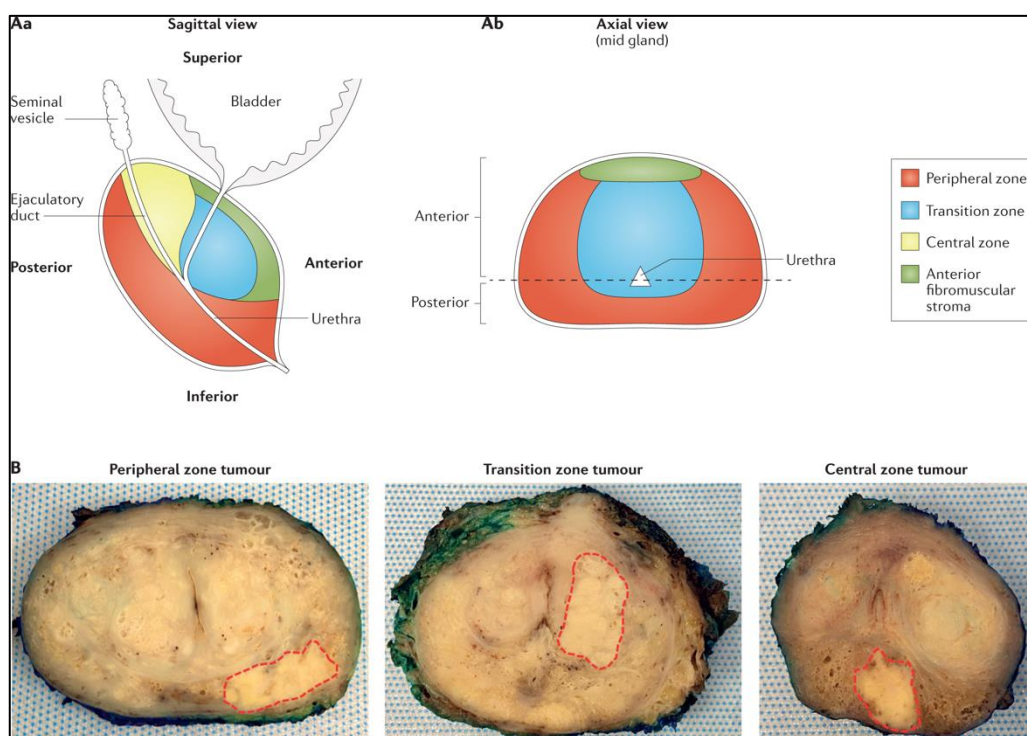 Aa
Sagittal view
Superior
Seminal
vesicle
Bladder
Ejaculatory
duct
Posterior
Anterior
Urethra
Inferior
Ab
Axial view
(mid gland)
Anterior
Urethra
Posterior
Peripheral zone
Transition zone
Central zone
Anterior
fibromuscular
stroma
B
Peripheral zone tumour
Transition zone tumour
Central zone tumour